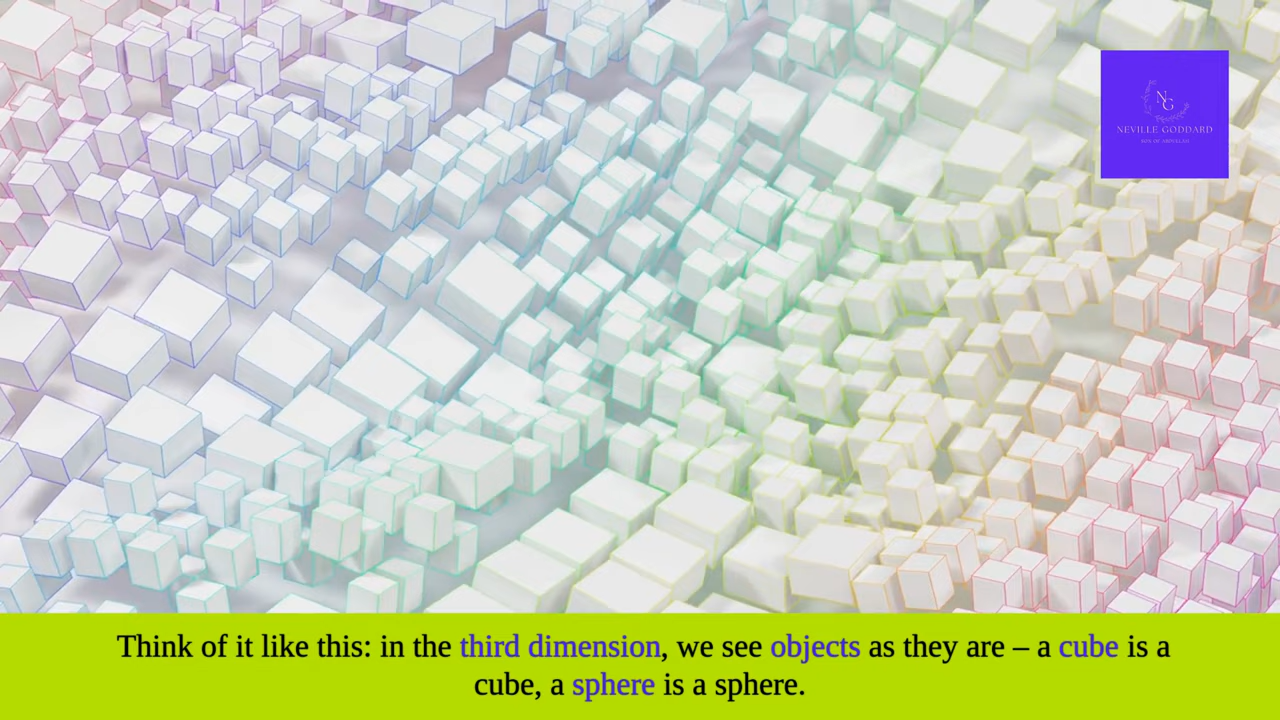 NG
NEVILLE GODDARD
Think of it like this: in the third dimension, we see objects as they are – a cube is a
cube, a sphere is a sphere.